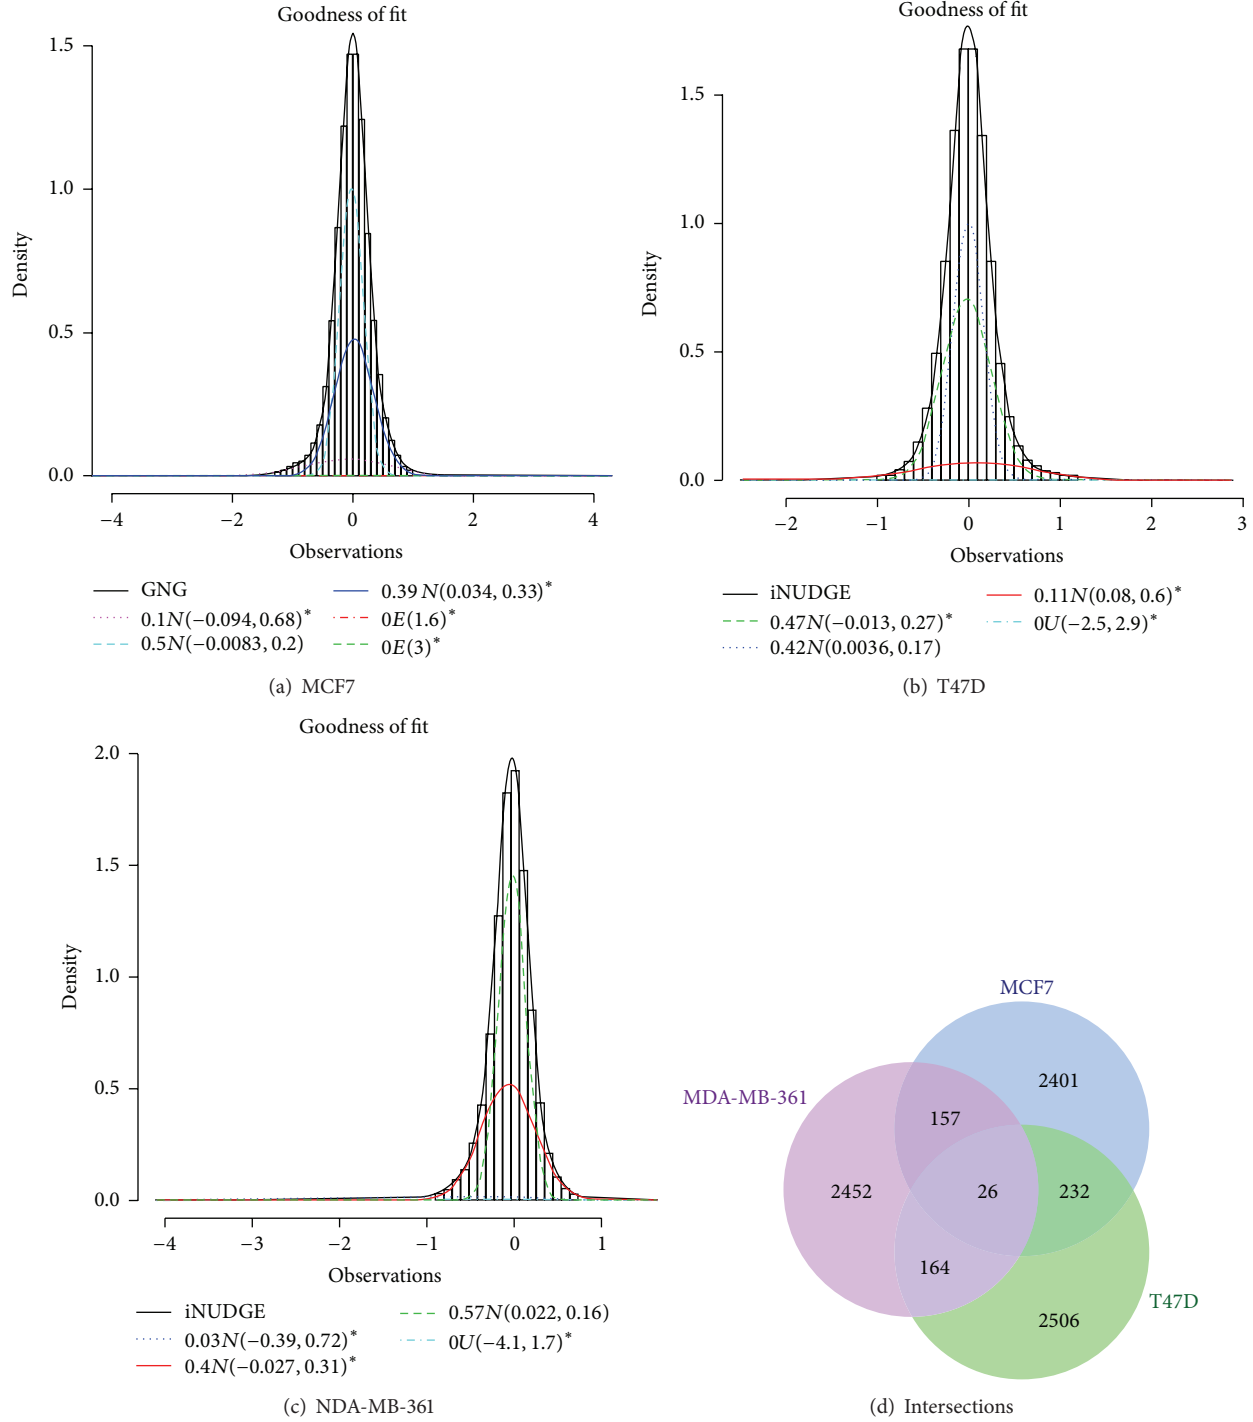 Goodness of fit
1.5
1.0
0.5
0.0
Density
−4 −2 0 2 4
Observations
GNG
0.1N(−0.094, 0.68)*
0.5N(−0.0083, 0.2)
0.39 N(0.034, 0.33)*
0E(1.6)*
0E(3)*
(a) MCF7
Goodness of fit
1.5
1.0
0.5
0.0
Density
−2 −1 0 1 2 3
Observations
iNUDGE
0.47N(−0.013, 0.27)*
0.42N(0.0036, 0.17)
0.11N(0.08, 0.6)*
0U(−2.5, 2.9)*
(b) T47D
Goodness of fit
2.0
1.5
1.0
0.5
0.0
Density
−4 −3 −2 −1 0 1
Observations
iNUDGE
0.03N(−0.39, 0.72)*
0.4N(−0.027, 0.31)*
0.57N(0.022, 0.16)
0U(−4.1, 1.7)*
(c) NDA-MB-361
MCF7
2401
MDA-MB-361
157
2452
26
232
164
T47D
2506
(d) Intersections